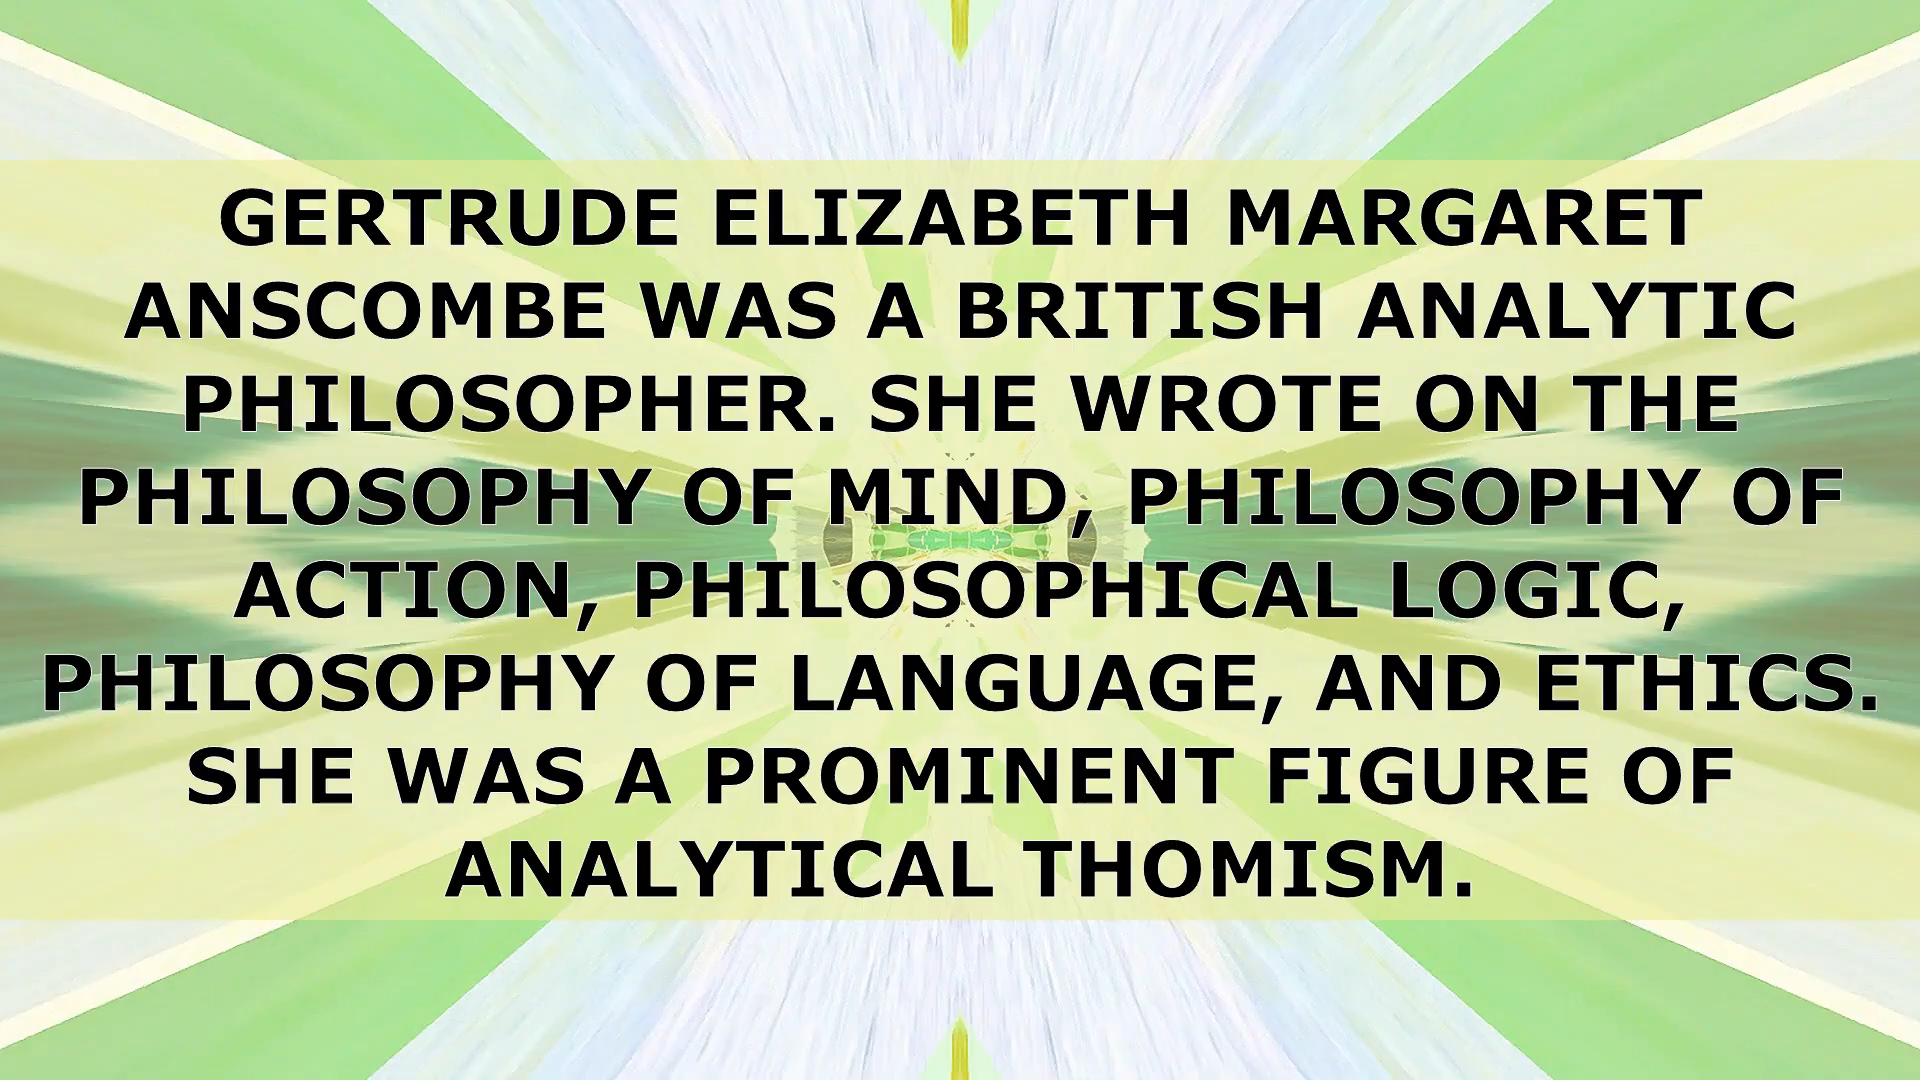 GERTRUDE ELIZABETH MARGARET
ANSCOMBE WAS A BRITISH ANALYTIC
PHILOSOPHER. SHE WROTE ON THE
PHILOSOPHY OF MIND, PHILOSOPHY OF
ACTION, PHILOSOPHICAL LOGIC,
PHILOSOPHY OF LANGUAGE, AND ETHICS.
SHE WAS A PROMINENT FIGURE OF
ANALYTICAL THOMISM.